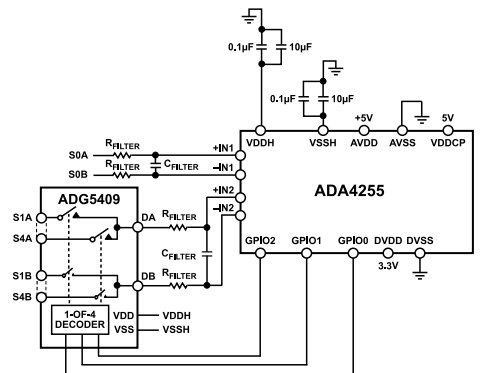 0.1µF 10µF
0.1µF 10µF
+5V 5V
VDDH VSSH AVDD AVSS VDDCP
S0A RFILTER +IN1
CFILTER
S0B RFILTER –IN1
ADA4255
ADG5409
+IN2
S1A DA RFILTER
–IN2
S4A
CFILTER
GPIO2 GPIO1 GPIO0 DVDD DVSS
3.3V
S1B RFILTER
DB
S4B
1-OF-4 DECODER
VDD VDDH
VSS VSSH